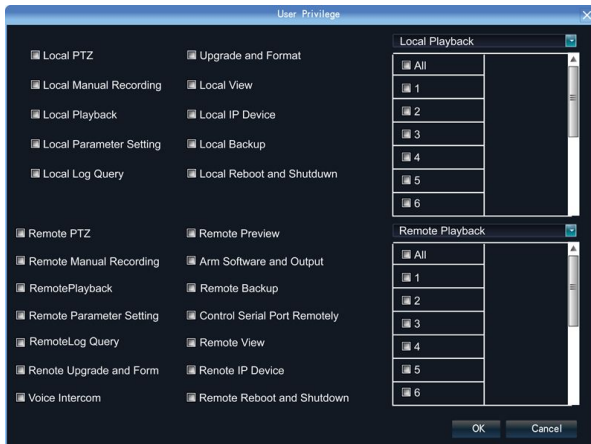 User Privilege
Local PTZ
Upgrade and Format
Local Manual Recording
Local View
Local Playback
Local IP Device
Local Parameter Setting
Local Backup
Local Log Query
Local Reboot and Shutduwn
Local Playback
All
1
2
3
4
5
6
Remote PTZ
Remote Preview
Remote Manual Recording
Arm Software and Output
RemotePlayback
Remote Backup
Remote Parameter Setting
Control Serial Port Remotely
RemoteLog Query
Remote View
Renote Upgrade and Form
Renote IP Device
Voice Intercom
Remote Reboot and Shutdown
Remote Playback
All
1
2
3
4
5
6
OK
Cancel